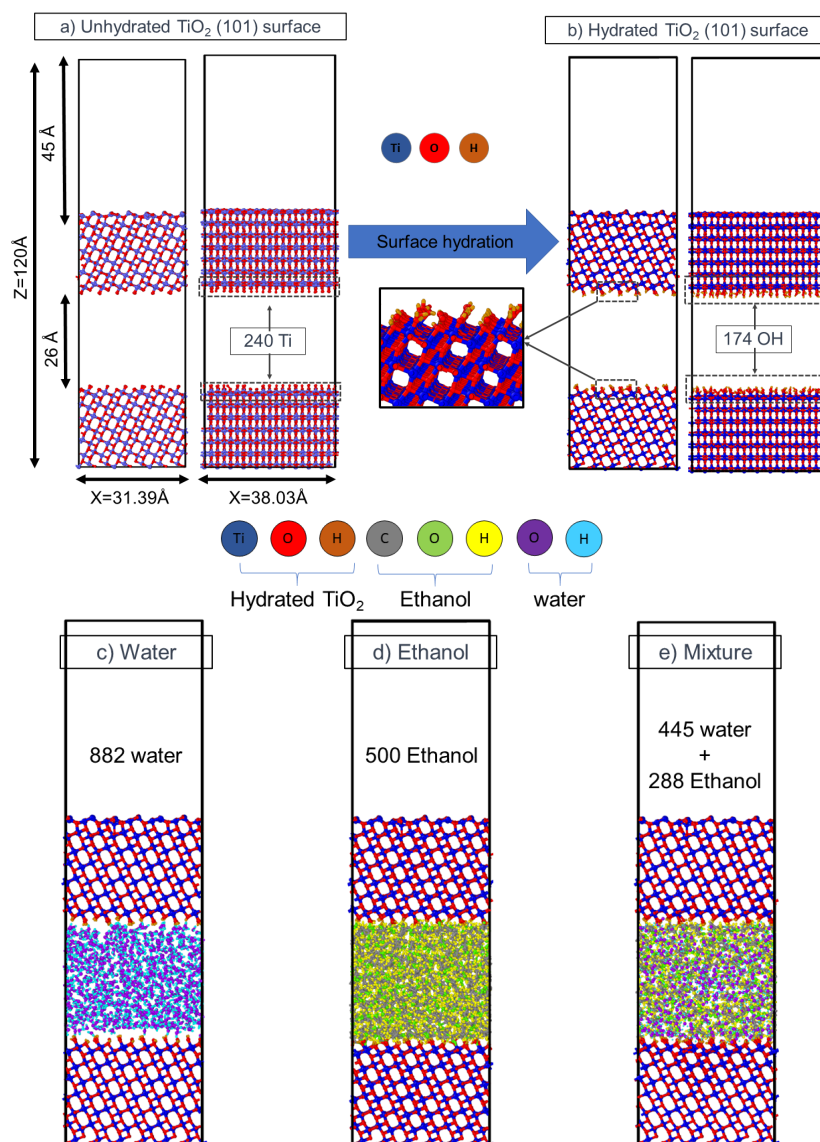 a) Unhydrated TiO₂ (101) surface
b) Hydrated TiO₂ (101) surface
45 Å
Z=120Å
26 Å
Ti O H
Surface hydration
240 Ti
174 OH
X=31.39Å
X=38.03Å
Ti O H C O H O H
Hydrated TiO₂ Ethanol water
c) Water
d) Ethanol
e) Mixture
882 water
500 Ethanol
445 water
+
288 Ethanol